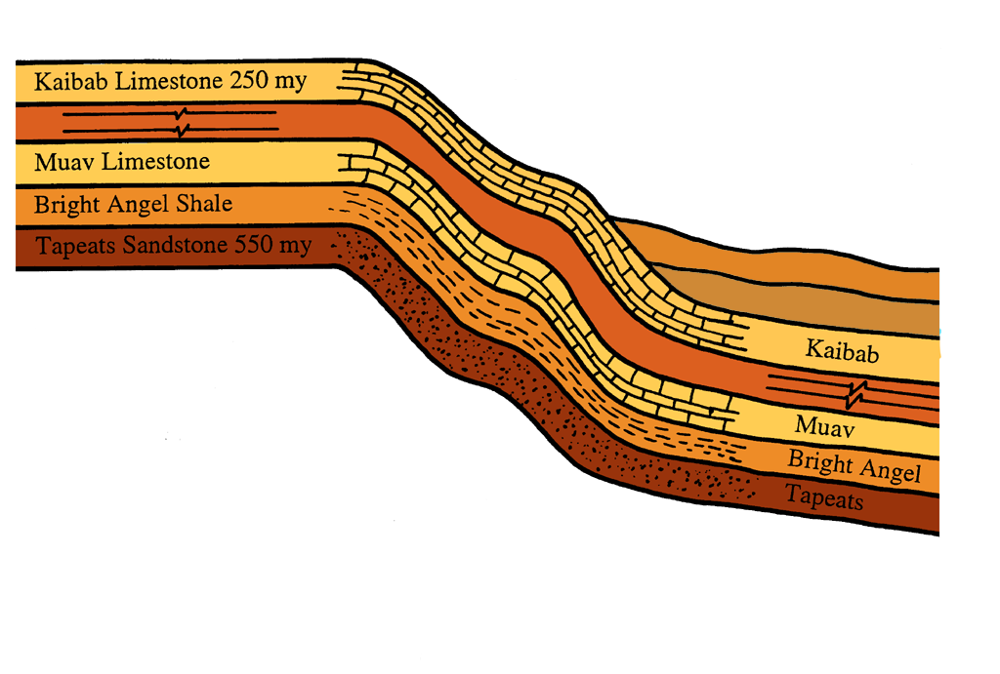 Kaibab Limestone 250 my
Muav Limestone
Bright Angel Shale
Tapeats Sandstone 550 my
Kaibab
Muav
Bright Angel
Tapeats